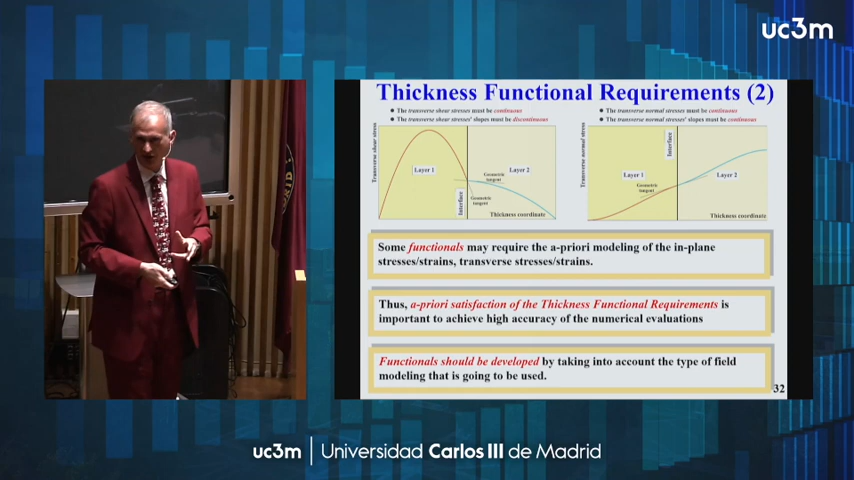 uc3m
Thickness Functional Requirements (2)
• The transverse shear stresses must be continuous
• The transverse shear stresses' slopes must be discontinuous
• The transverse normal stresses must be continuous
• The transverse normal stresses' slopes must be continuous
Transverse shear stress
Layer 1
Layer 2
Geometric
tangent
Geometric
tangent
Interface
Thickness coordinate
Transverse normal stress
Interface
Layer 1
Layer 2
Geometric
tangent
Thickness coordinate
Some functionals may require the a-priori modeling of the in-plane
stresses/strains, transverse stresses/strains.
Thus, a-priori satisfaction of the Thickness Functional Requirements is
important to achieve high accuracy of the numerical evaluations
Functionals should be developed by taking into account the type of field
modeling that is going to be used.
32
uc3m | Universidad Carlos III de Madrid